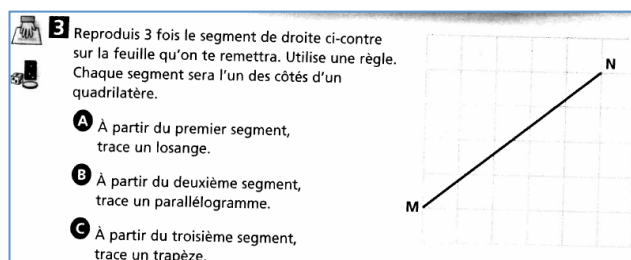 3 Reproduis 3 fois le segment de droite ci-contre
sur la feuille qu'on te remettra. Utilise une règle.
Chaque segment sera l'un des côtés d'un
quadrilatère.
A À partir du premier segment,
trace un losange.
B À partir du deuxième segment,
trace un parallélogramme.
C À partir du troisième segment,
trace un trapèze.
N
M